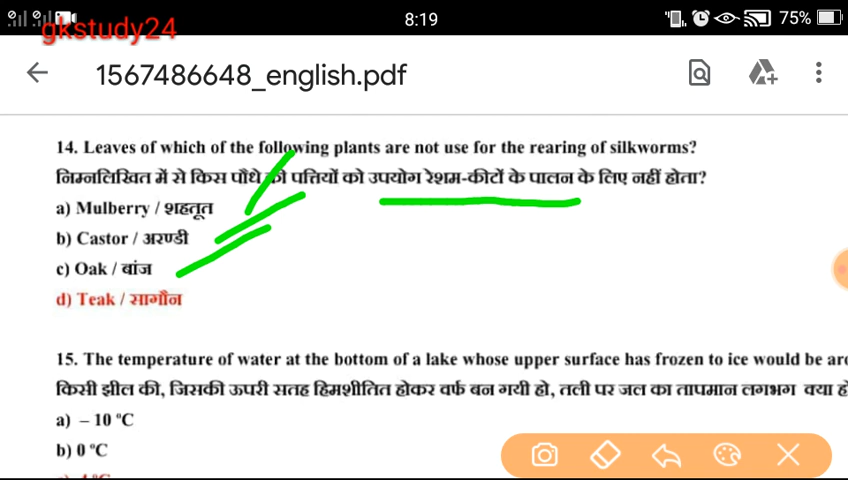 8:19
75%
gkstudy24
1567486648_english.pdf
14. Leaves of which of the following plants are not use for the rearing of silkworms?
निम्नलिखित में से किस पौधे की पत्तियों को उपयोग रेशम-कीटों के पालन के लिए नहीं होता?
a) Mulberry / शहतूत
b) Castor / अरण्डी
c) Oak / बांज
d) Teak / सागौन
15. The temperature of water at the bottom of a lake whose upper surface has frozen to ice would be
किसी झील की, जिसकी ऊपरी सतह हिमशीतित होकर वर्फ बन गयी हो, तली पर जल का तापमान लगभग क्या
a) – 10 ºC
b) 0 ºC